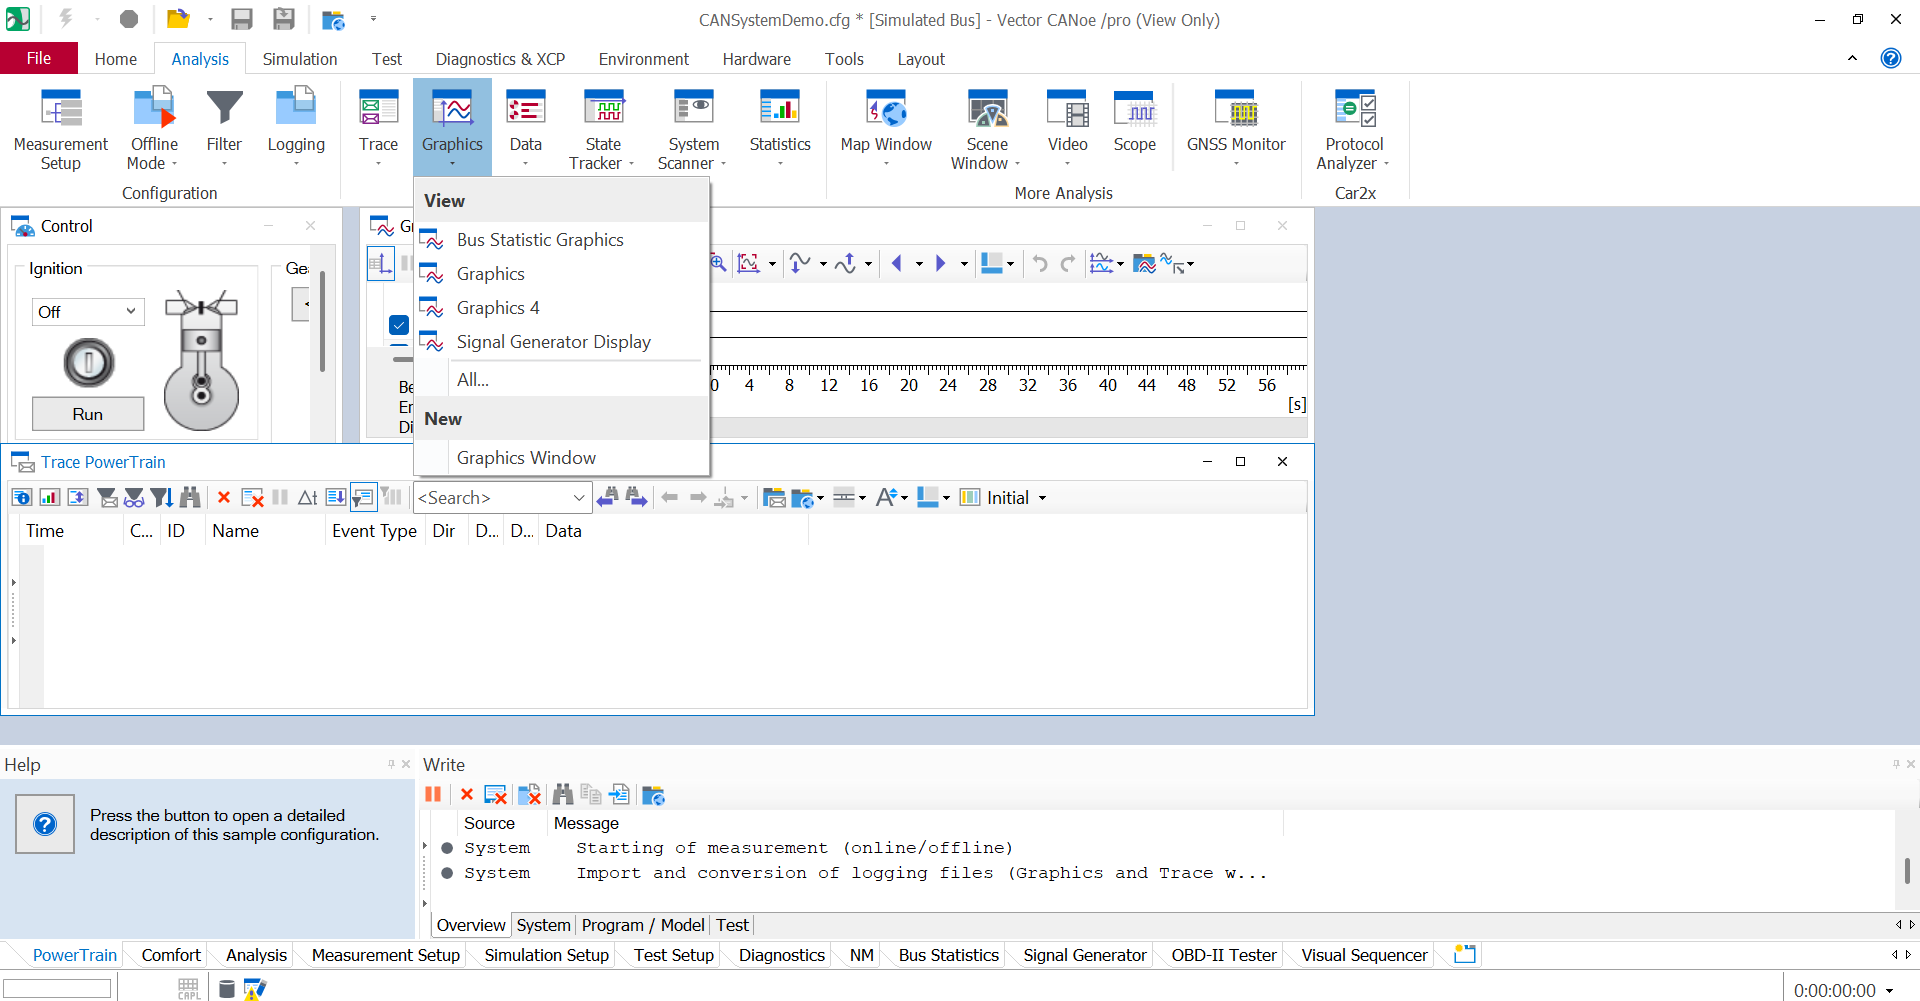 CANSystemDemo.cfg * [Simulated Bus] - Vector CANoe /pro (View Only)
File
Home
Analysis
Simulation
Test
Diagnostics & XCP
Environment
Hardware
Tools
Layout
Measurement Setup
Offline Mode
Filter
Logging
Trace
Graphics
Data
State Tracker
System Scanner
Statistics
Map Window
Scene Window
Video
Scope
GNSS Monitor
Protocol Analyzer
Configuration
More Analysis
Car2x
View
Bus Statistic Graphics
Graphics
Graphics 4
Signal Generator Display
All...
New
Graphics Window
Control
Ignition
Off
Run
Gea
Gr
Be
En
Di
0 4 8 12 16 20 24 28 32 36 40 44 48 52 56
[s]
Trace PowerTrain
<Search>
Δt
Initial
Time C... ID Name Event Type Dir D... D... Data
Help
Press the button to open a detailed
description of this sample configuration.
Write
Source Message
System Starting of measurement (online/offline)
System Import and conversion of logging files (Graphics and Trace w...
Overview System Program / Model Test
PowerTrain Comfort Analysis Measurement Setup Simulation Setup Test Setup Diagnostics NM Bus Statistics Signal Generator OBD-II Tester Visual Sequencer
CAPL
0:00:00:00